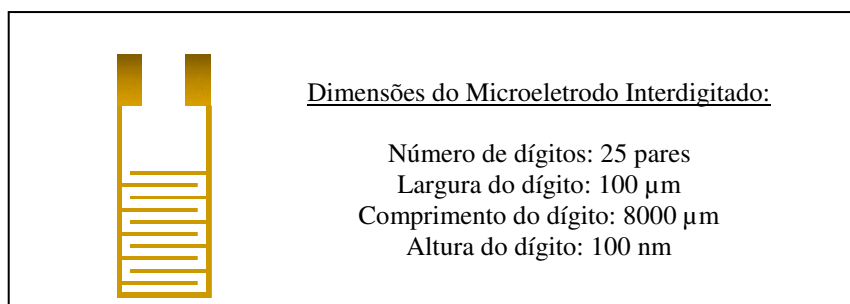 Dimensões do Microeletrodo Interdigitado:
Número de dígitos: 25 pares
Largura do dígito: 100 µm
Comprimento do dígito: 8000 µm
Altura do dígito: 100 nm